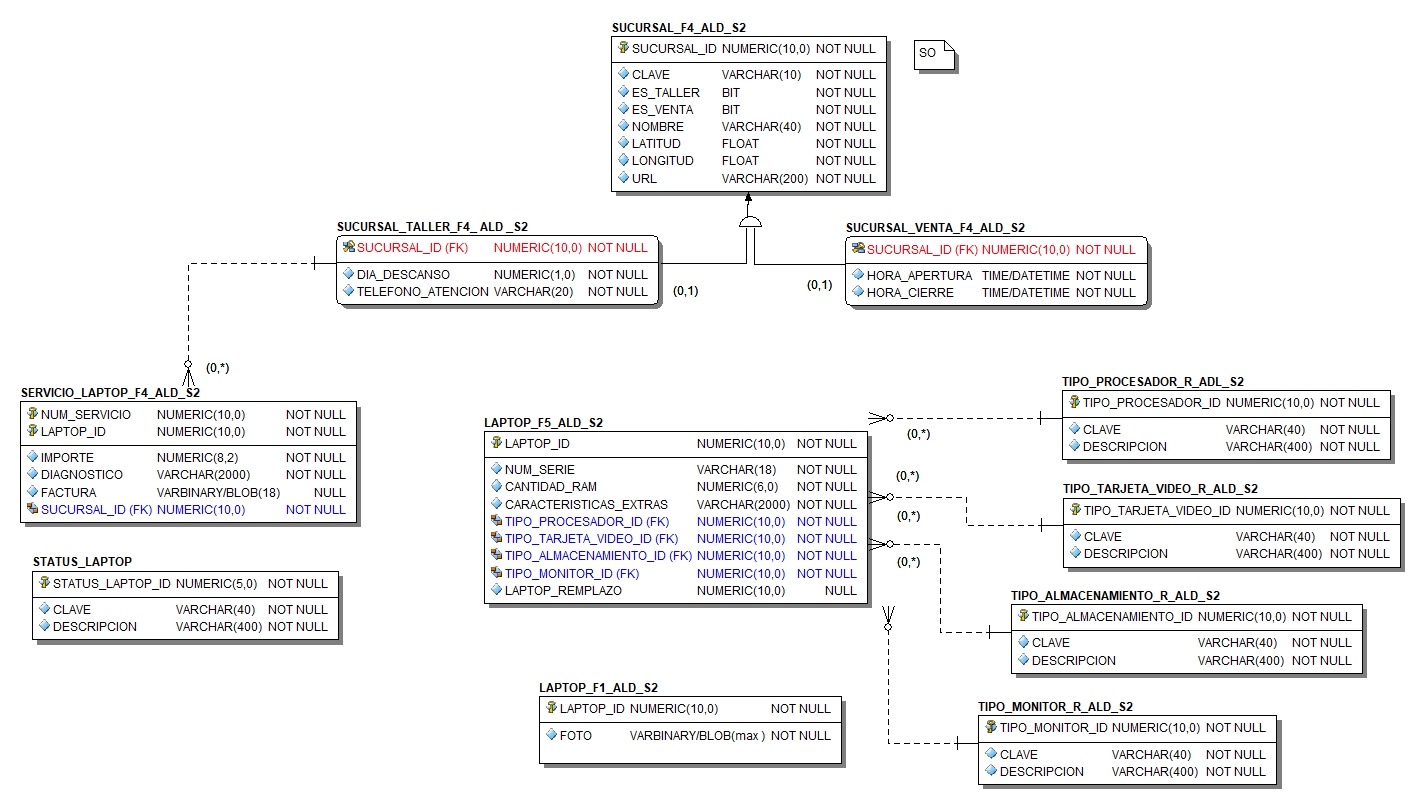 SUCURSAL_F4_ALD_S2
SUCURSAL_ID NUMERIC(10,0) NOT NULL
CLAVE VARCHAR(10) NOT NULL
ES_TALLER BIT NOT NULL
ES_VENTA BIT NOT NULL
NOMBRE VARCHAR(40) NOT NULL
LATITUD FLOAT NOT NULL
LONGITUD FLOAT NOT NULL
URL VARCHAR(200) NOT NULL
SO
SUCURSAL_TALLER_F4_ ALD _S2
SUCURSAL_ID (FK) NUMERIC(10,0) NOT NULL
DIA_DESCANSO NUMERIC(1,0) NOT NULL
TELEFONO_ATENCION VARCHAR(20) NOT NULL
(0,1)
SUCURSAL_VENTA_F4_ALD_S2
SUCURSAL_ID (FK) NUMERIC(10,0) NOT NULL
HORA_APERTURA TIME/DATETIME NOT NULL
HORA_CIERRE TIME/DATETIME NOT NULL
(0,1)
(0,*)
SERVICIO_LAPTOP_F4_ALD_S2
NUM_SERVICIO NUMERIC(10,0) NOT NULL
LAPTOP_ID NUMERIC(10,0) NOT NULL
IMPORTE NUMERIC(8,2) NOT NULL
DIAGNOSTICO VARCHAR(2000) NOT NULL
FACTURA VARBINARY/BLOB(18) NULL
SUCURSAL_ID (FK) NUMERIC(10,0) NOT NULL
STATUS_LAPTOP
STATUS_LAPTOP_ID NUMERIC(5,0) NOT NULL
CLAVE VARCHAR(40) NOT NULL
DESCRIPCION VARCHAR(400) NOT NULL
LAPTOP_F5_ALD_S2
LAPTOP_ID NUMERIC(10,0) NOT NULL
NUM_SERIE VARCHAR(18) NOT NULL
CANTIDAD_RAM NUMERIC(6,0) NOT NULL
CARACTERISTICAS_EXTRAS VARCHAR(2000) NOT NULL
TIPO_PROCESADOR_ID (FK) NUMERIC(10,0) NOT NULL
TIPO_TARJETA_VIDEO_ID (FK) NUMERIC(10,0) NOT NULL
TIPO_ALMACENAMIENTO_ID (FK) NUMERIC(10,0) NOT NULL
TIPO_MONITOR_ID (FK) NUMERIC(10,0) NOT NULL
LAPTOP_REMPLAZO NUMERIC(10,0) NULL
(0,*)
(0,*)
(0,*)
(0,*)
TIPO_PROCESADOR_R_ADL_S2
TIPO_PROCESADOR_ID NUMERIC(10,0) NOT NULL
CLAVE VARCHAR(40) NOT NULL
DESCRIPCION VARCHAR(400) NOT NULL
TIPO_TARJETA_VIDEO_R_ALD_S2
TIPO_TARJETA_VIDEO_ID NUMERIC(10,0) NOT NULL
CLAVE VARCHAR(40) NOT NULL
DESCRIPCION VARCHAR(400) NOT NULL
TIPO_ALMACENAMIENTO_R_ALD_S2
TIPO_ALMACENAMIENTO_ID NUMERIC(10,0) NOT NULL
CLAVE VARCHAR(40) NOT NULL
DESCRIPCION VARCHAR(400) NOT NULL
TIPO_MONITOR_R_ALD_S2
TIPO_MONITOR_ID NUMERIC(10,0) NOT NULL
CLAVE VARCHAR(40) NOT NULL
DESCRIPCION VARCHAR(400) NOT NULL
LAPTOP_F1_ALD_S2
LAPTOP_ID NUMERIC(10,0) NOT NULL
FOTO VARBINARY/BLOB(max ) NOT NULL